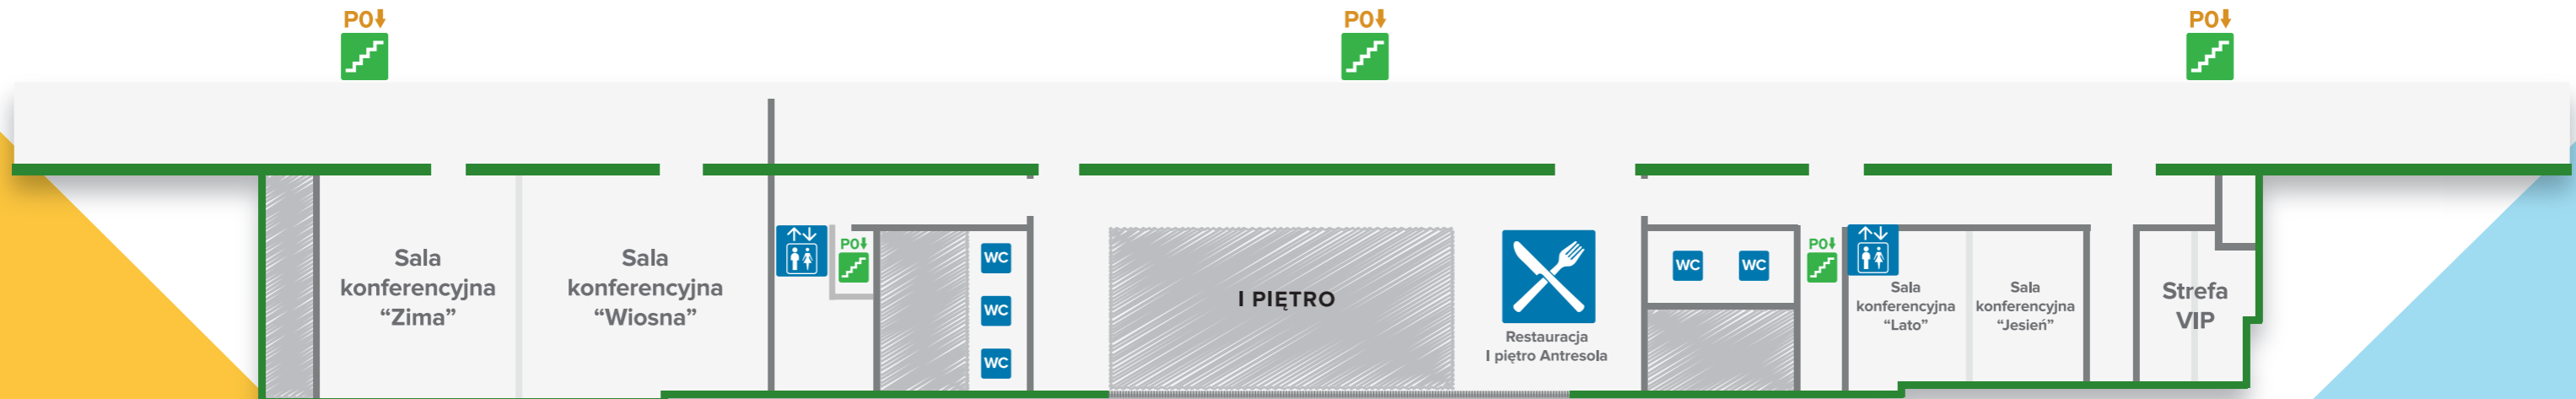 P0
P0
P0
Sala
konferencyjna
“Zima”
Sala
konferencyjna
“Wiosna”
P0
WC
WC
WC
I PIĘTRO
Restauracja
I piętro Antresola
WC
WC
P0
Sala
konferencyjna
“Lato”
Sala
konferencyjna
“Jesień”
Strefa
VIP